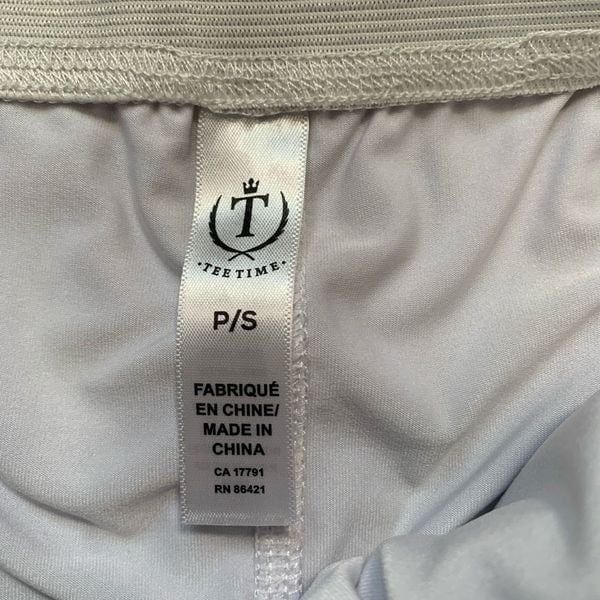 T
·TEE TIME·
P/S
FABRIQUÉ
EN CHINE/
MADE IN
CHINA
CA 17791
RN 86421